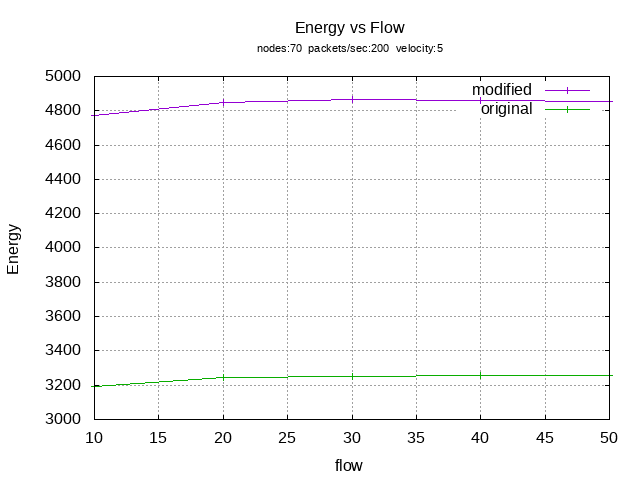 Energy vs Flow
nodes:70 packets/sec:200 velocity:5
modified
original
5000
4800
4600
4400
4200
4000
3800
3600
3400
3200
3000
Energy
10 15 20 25 30 35 40 45 50
flow